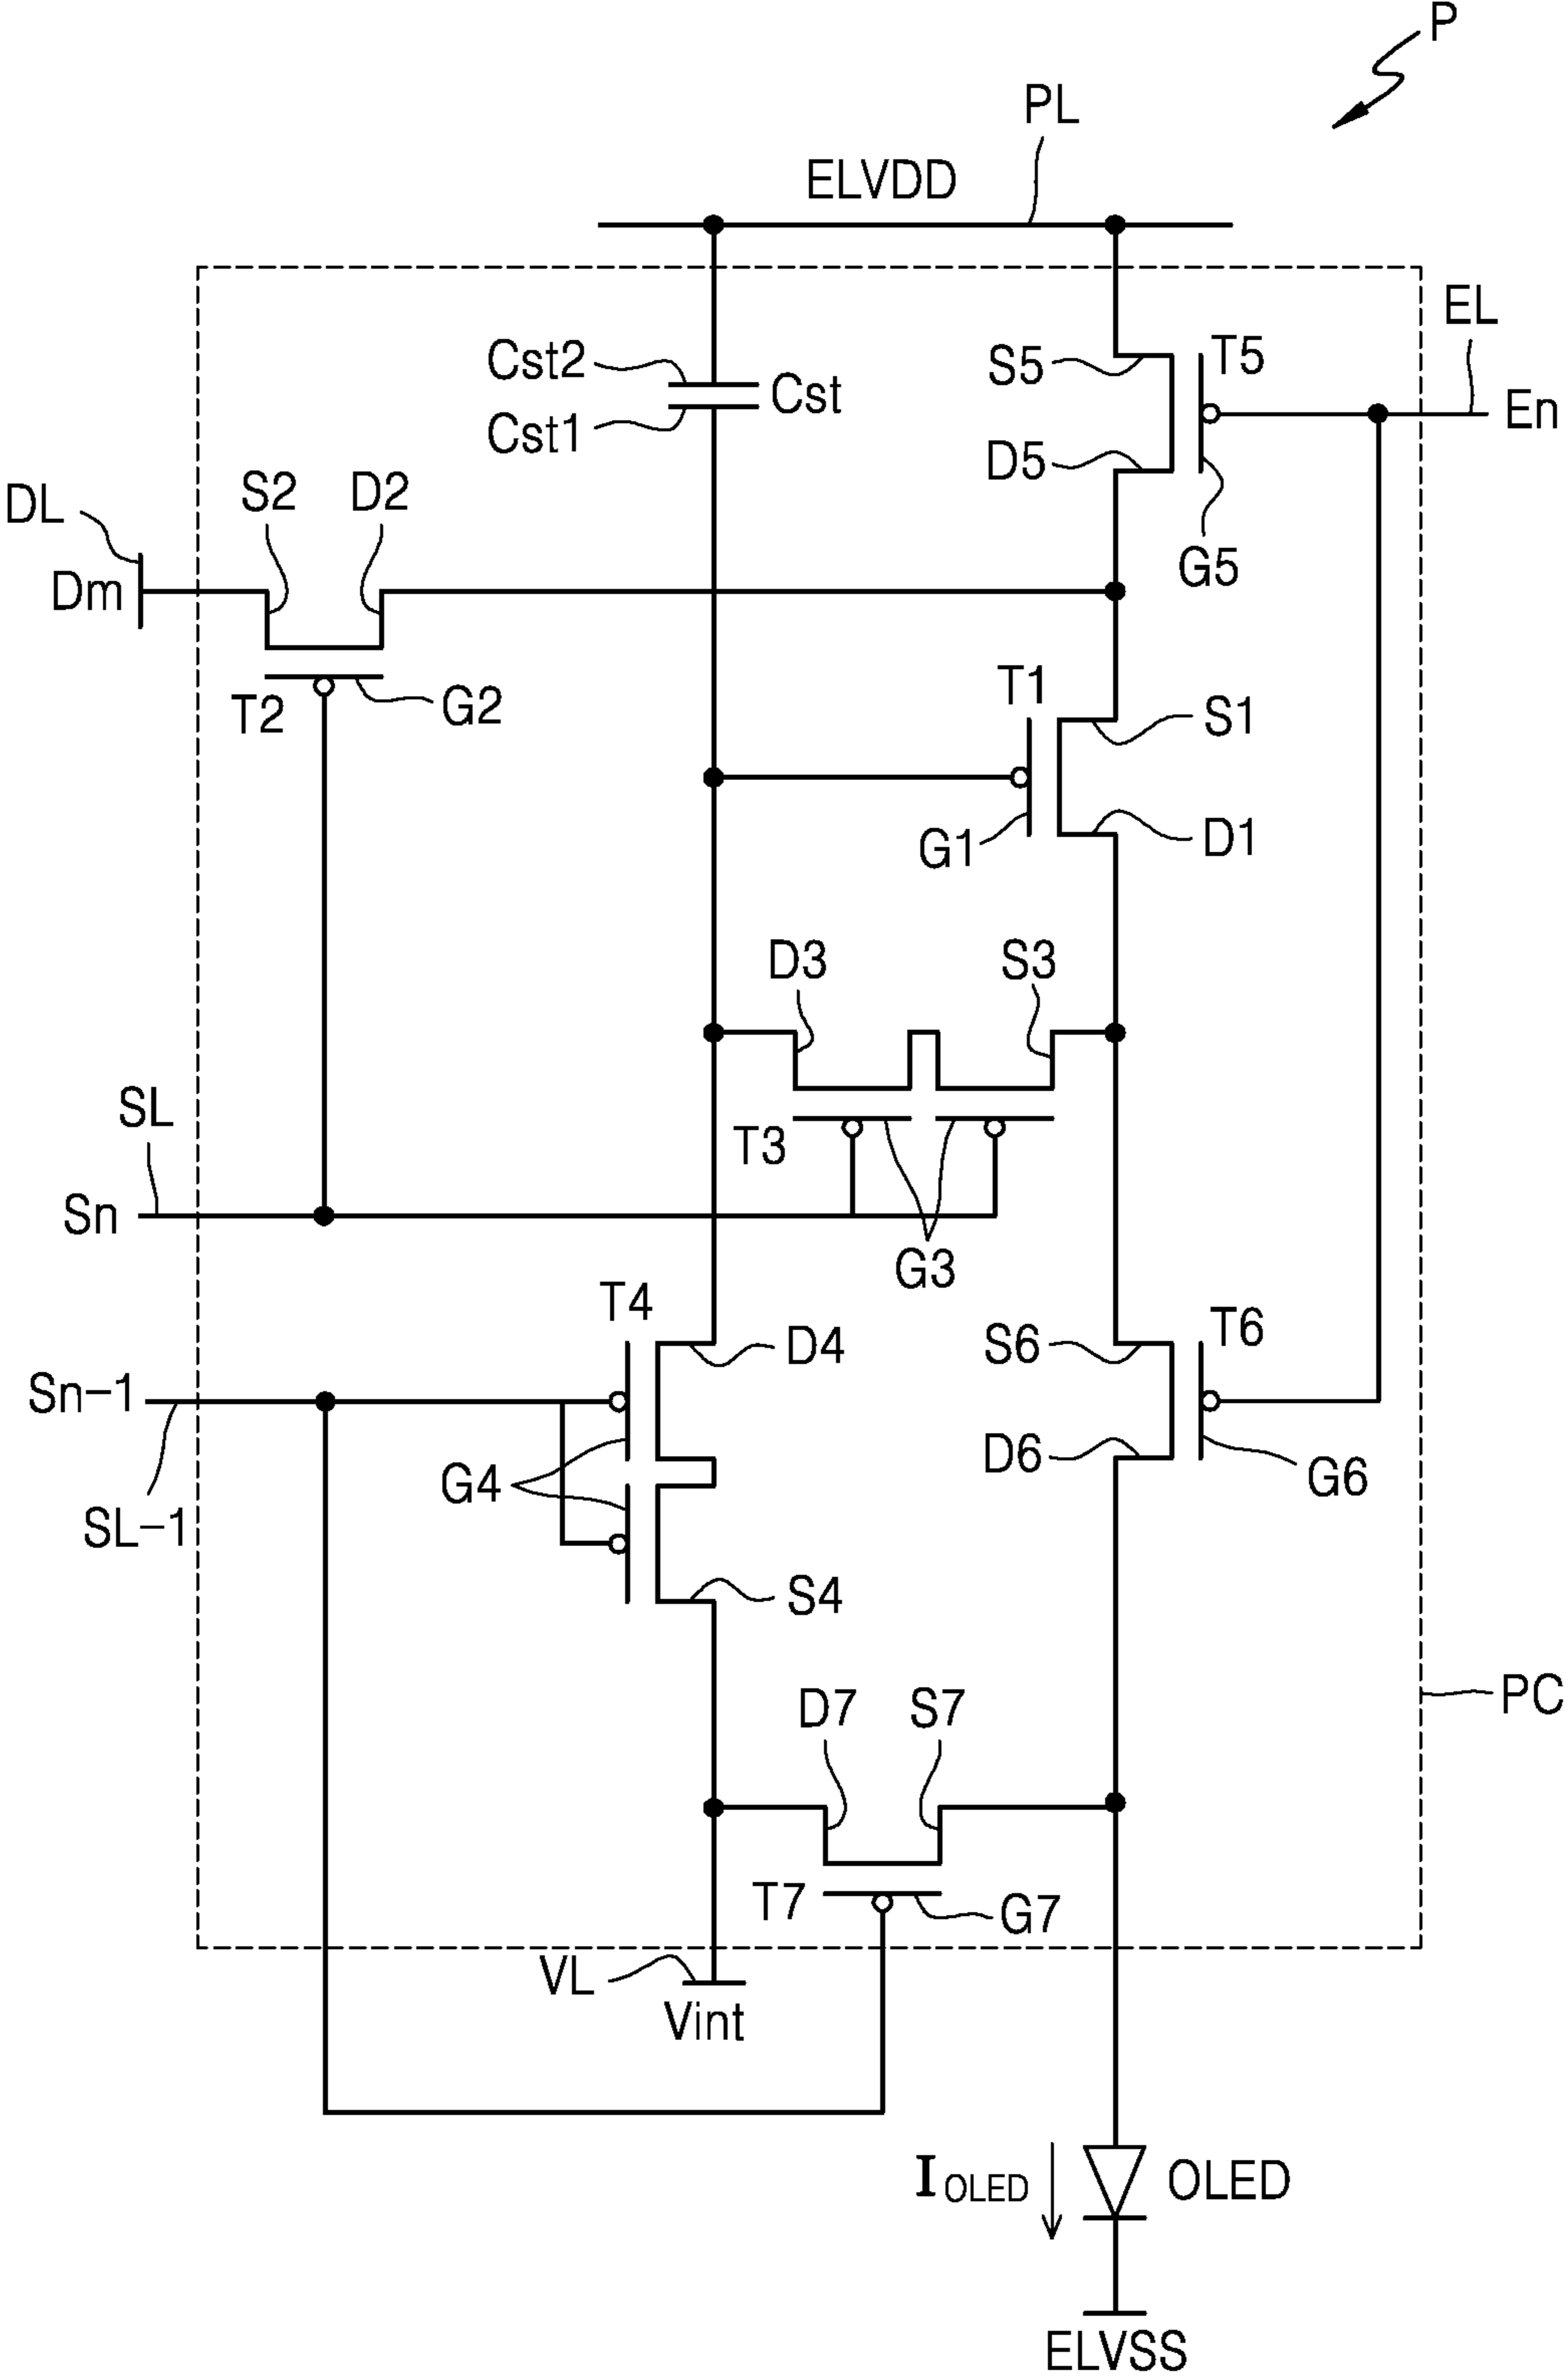 P
PL
ELVDD
EL
Cst2
S5
T5
Cst
En
Cst1
D5
DL
S2
D2
G5
Dm
T1
T2
G2
S1
G1
D1
D3
S3
SL
T3
Sn
G3
T4
D4
S6
T6
Sn-1
G4
D6
G6
SL-1
S4
D7
S7
PC
T7
G7
VL
Vint
IOLED
OLED
ELVSS